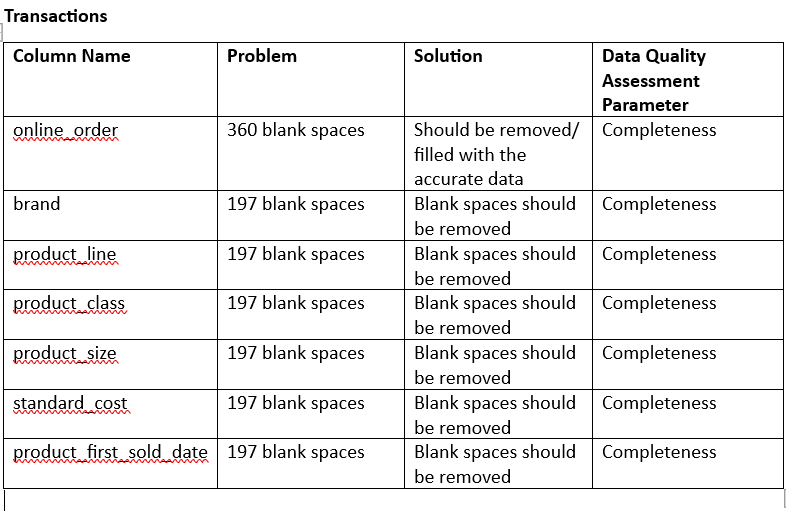 Transactions
Column Name Problem Solution Data Quality
Assessment
Parameter
online_order 360 blank spaces Should be removed/ Completeness
filled with the
accurate data
brand 197 blank spaces Blank spaces should Completeness
be removed
product_line 197 blank spaces Blank spaces should Completeness
be removed
product_class 197 blank spaces Blank spaces should Completeness
be removed
product_size 197 blank spaces Blank spaces should Completeness
be removed
standard_cost 197 blank spaces Blank spaces should Completeness
be removed
product_first_sold_date 197 blank spaces Blank spaces should Completeness
be removed